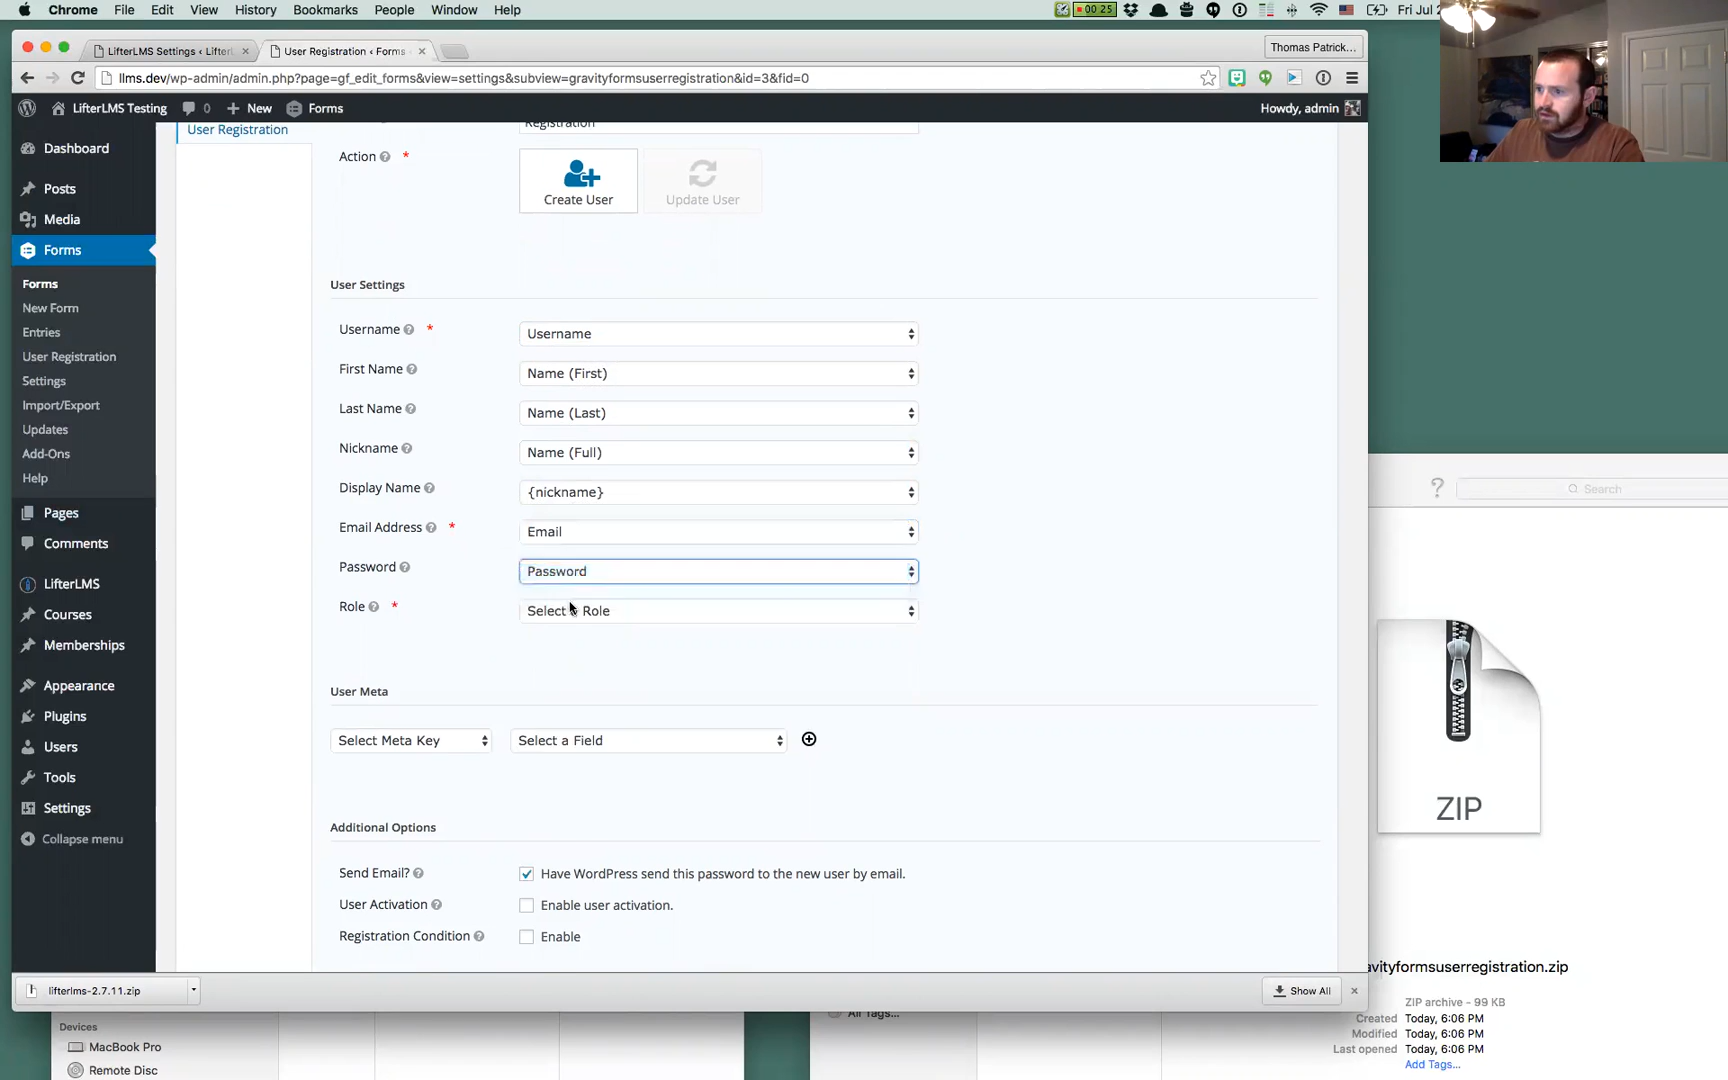 Chrome File Edit View History Bookmarks People Window Help
00 25
Fri Jul
LifterLMS Settings ‹ Lifterl
User Registration ‹ Forms
Thomas Patrick...
llms.dev/wp-admin/admin.php?page=gf_edit_forms&view=settings&subview=gravityformsuserregistration&id=3&fid=0
LifterLMS Testing 0 New Forms
Howdy, admin
User Registration
Registration
Dashboard
Posts
Media
Forms
Forms
New Form
Entries
User Registration
Settings
Import/Export
Updates
Add-Ons
Help
Pages
Comments
LifterLMS
Courses
Memberships
Appearance
Plugins
Users
Tools
Settings
Collapse menu
Action ? *
Create User
Update User
User Settings
Username ? * Username
First Name ? Name (First)
Last Name ? Name (Last)
Nickname ? Name (Full)
Display Name ? {nickname}
Email Address ? * Email
Password ? Password
Role ? * Select Role
User Meta
Select Meta Key Select a Field
Additional Options
Send Email? ? Have WordPress send this password to the new user by email.
User Activation ? Enable user activation.
Registration Condition ? Enable
lifterlms-2.7.11.zip
Show All
? Search
ZIP
avityformsuserregistration.zip
ZIP archive - 99 KB
Created Today, 6:06 PM
Modified Today, 6:06 PM
Last opened Today, 6:06 PM
Add Tags...
All Tags...
Devices
MacBook Pro
Remote Disc